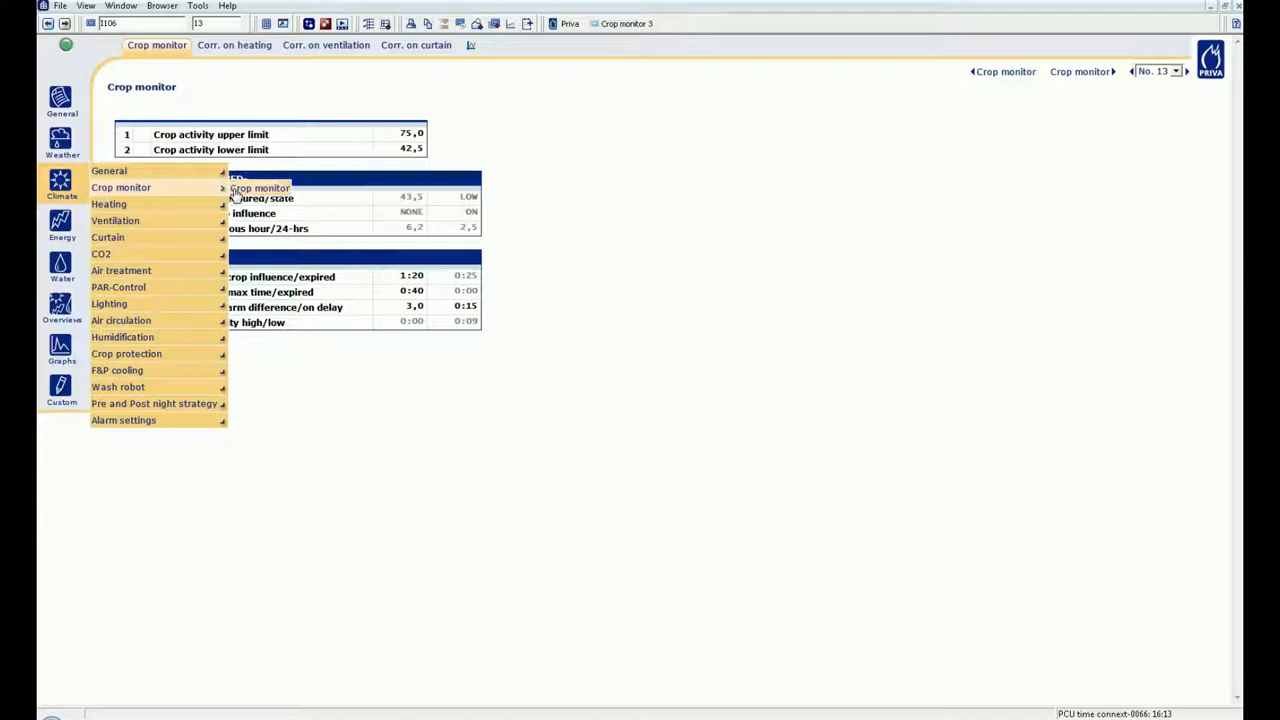 File View Window Browser Tools Help
I106 13 Priva Crop monitor 3
Crop monitor Corr. on heating Corr. on ventilation Corr. on curtain
Crop monitor Crop monitor No. 13
PRIVA
Crop monitor
General
Weather
Climate
Energy
Water
Overviews
Graphs
Custom
1 Crop activity upper limit 75,0
2 Crop activity lower limit 42,5
General
Crop monitor Crop monitor
Heating
Ventilation
Curtain
CO2
Air treatment
PAR-Control
Lighting
Air circulation
Humidification
Crop protection
F&P cooling
Wash robot
Pre and Post night strategy
Alarm settings
/state 43,5 LOW
influence NONE ON
ous hour/24-hrs 6,2 2,5
crop influence/expired 1:20 0:25
max time/expired 0:40 0:00
arm difference/on delay 3,0 0:15
ty high/low 0:00 0:09
PCU time connext-0066: 16:13